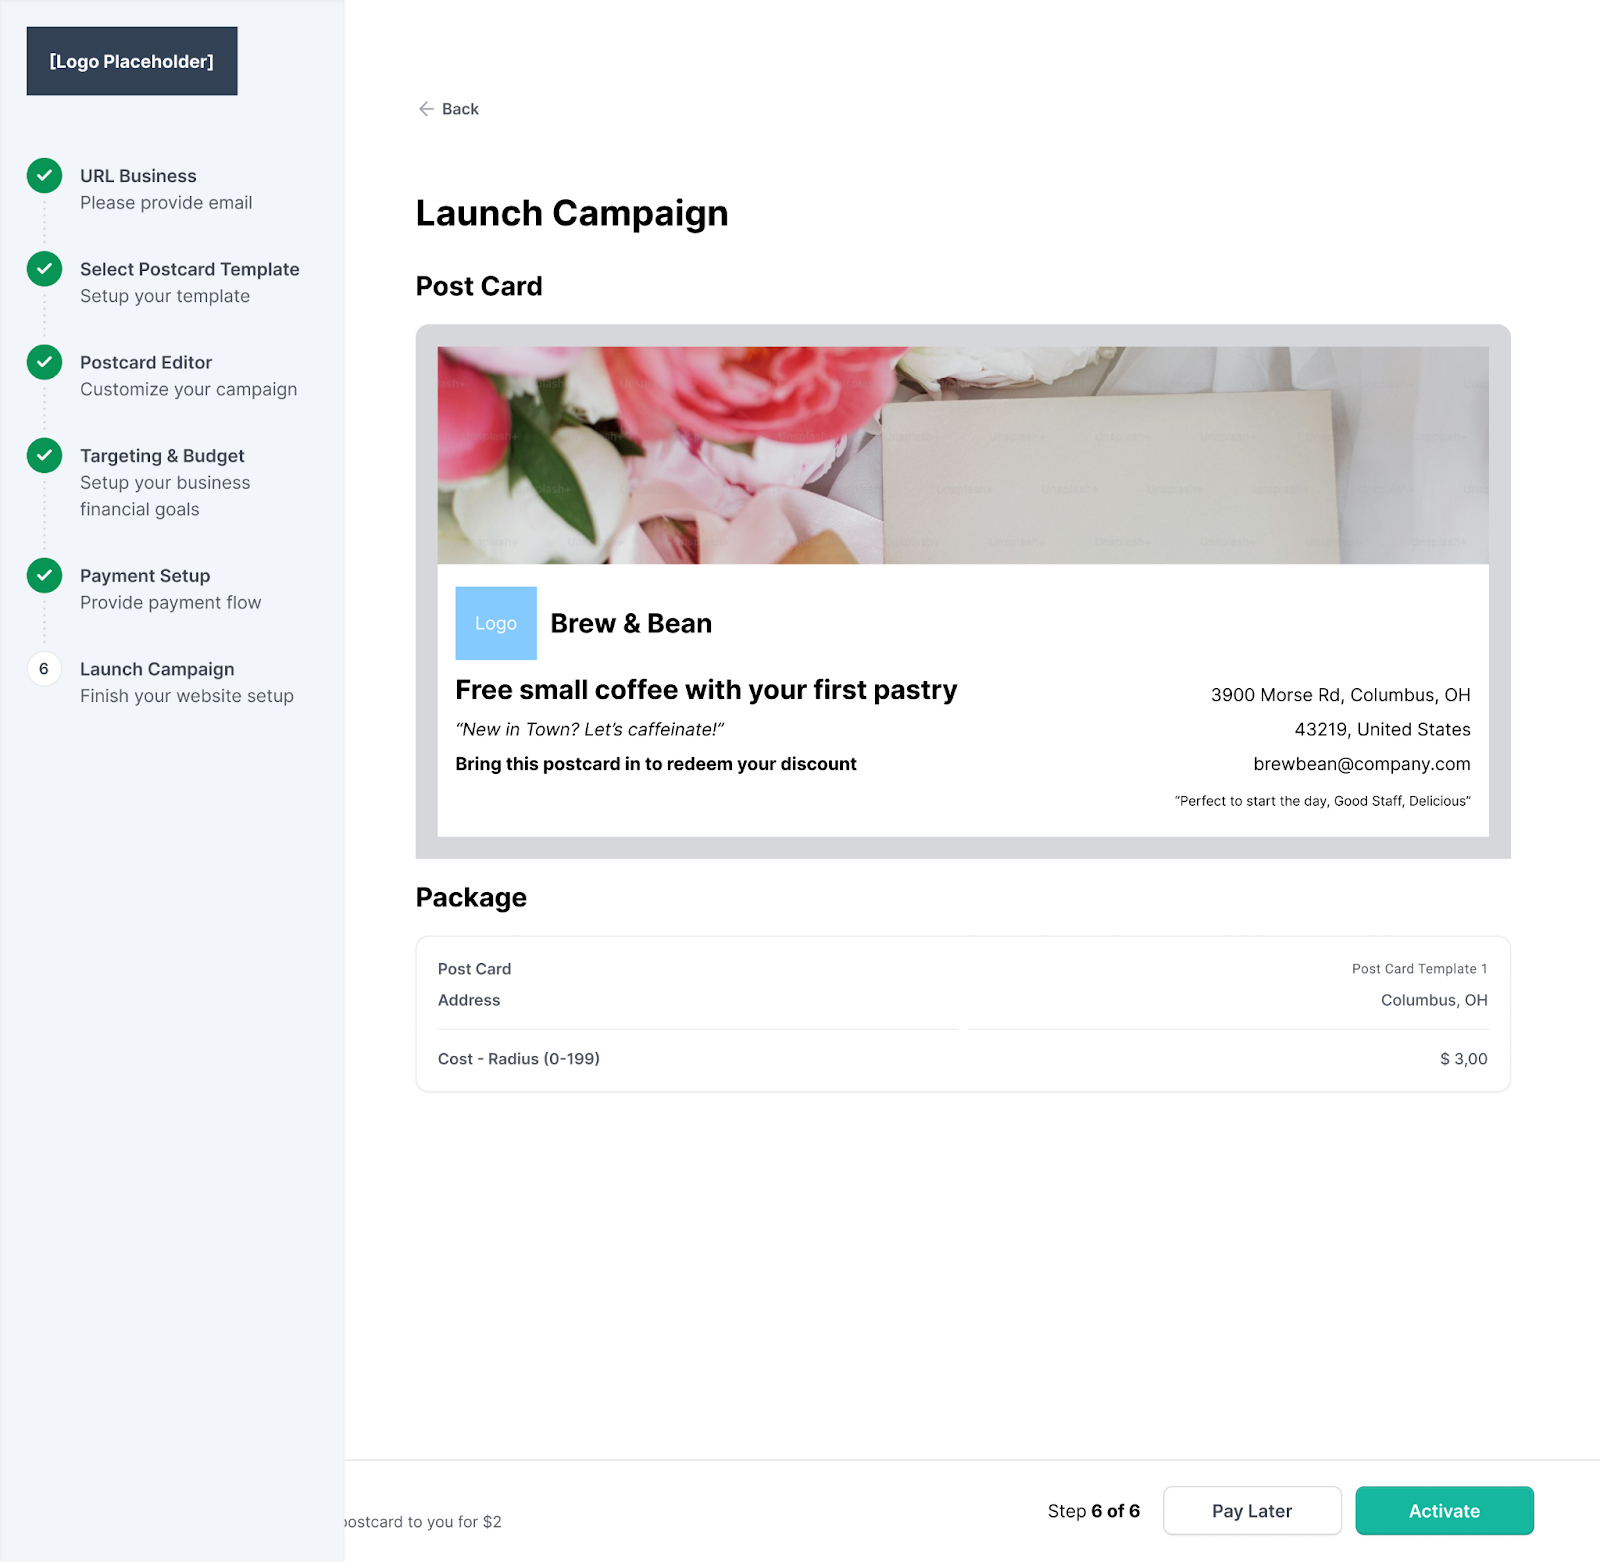 [Logo Placeholder]
URL Business
Please provide email
Select Postcard Template
Setup your template
Postcard Editor
Customize your campaign
Targeting & Budget
Setup your business
financial goals
Payment Setup
Provide payment flow
6
Launch Campaign
Finish your website setup
Back
Launch Campaign
Post Card
Unsplash+
Logo
Brew & Bean
Free small coffee with your first pastry
“New in Town? Let’s caffeinate!”
Bring this postcard in to redeem your discount
3900 Morse Rd, Columbus, OH
43219, United States
brewbean@company.com
“Perfect to start the day, Good Staff, Delicious”
Package
Post Card Post Card Template 1
Address Columbus, OH
Cost - Radius (0-199) $ 3,00
postcard to you for $2
Step 6 of 6
Pay Later
Activate